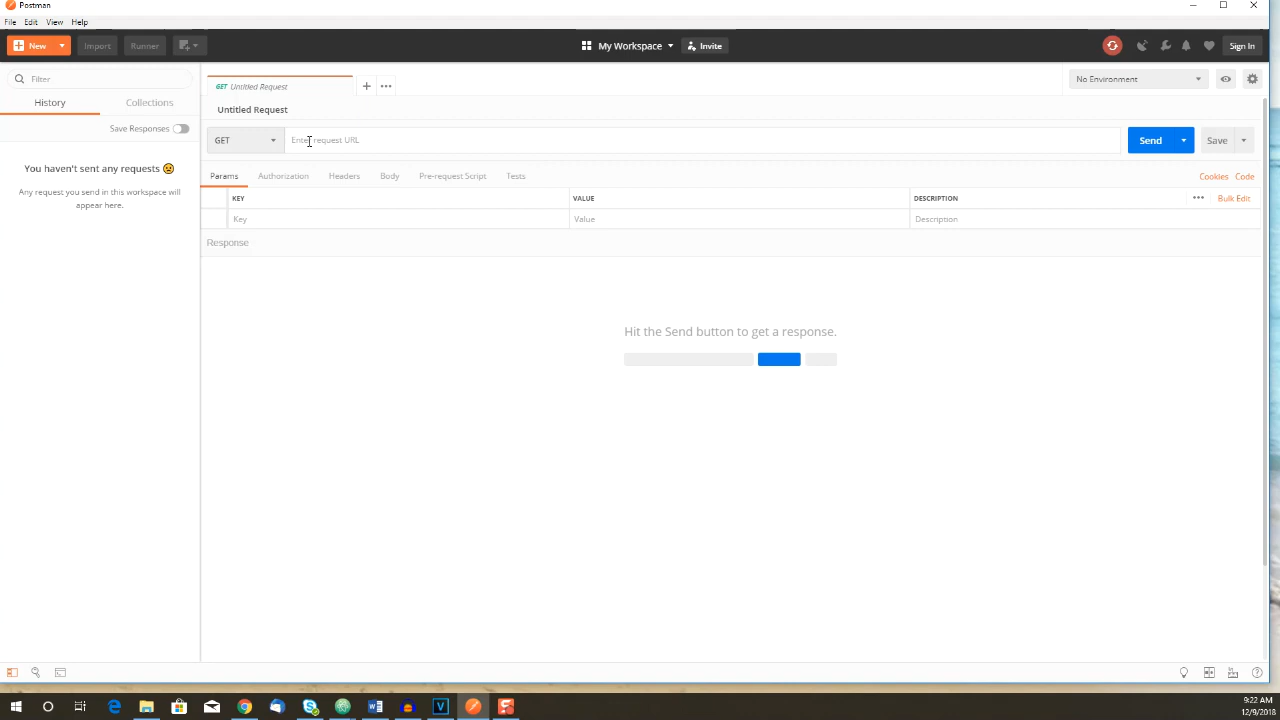 Postman
File Edit View Help
New Import Runner My Workspace Invite Sign In
Filter
History Collections
Save Responses
You haven't sent any requests
Any request you send in this workspace will
appear here.
GET Untitled Request
No Environment
Untitled Request
GET Enter request URL Send Save
Params Authorization Headers Body Pre-request Script Tests Cookies Code
KEY VALUE DESCRIPTION Bulk Edit
Key Value Description
Response
Hit the Send button to get a response.
9:22 AM
12/9/2018